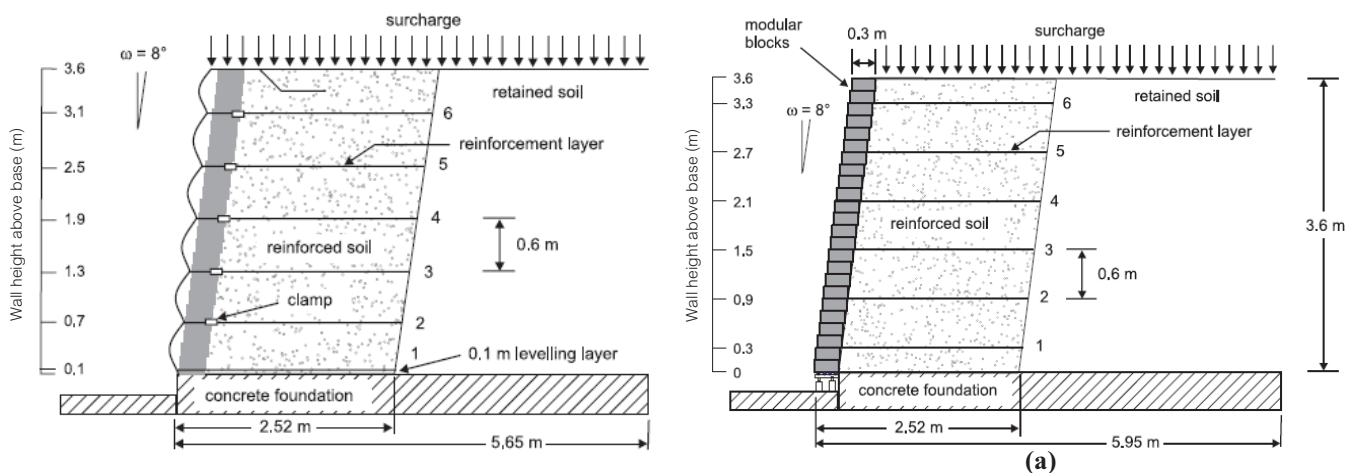 surcharge
ω = 8°
3.6
3.1
2.5
1.9
1.3
0,7
0.1
Wall height above base (m)
retained soil
6
reinforcement layer
5
4
reinforced soil
0.6 m
3
clamp
2
1
0.1 m levelling layer
concrete foundation
2.52 m
5.65 m
modular
blocks
0.3 m
surcharge
ω = 8°
3.6
3.3
2.7
2.1
1.5
0.9
0.3
0
Wall height above base (m)
retained soil
6
reinforcement layer
5
4
reinforced soil
3
0.6 m
2
1
3.6 m
concrete foundation
2.52 m
5.95 m
(a)